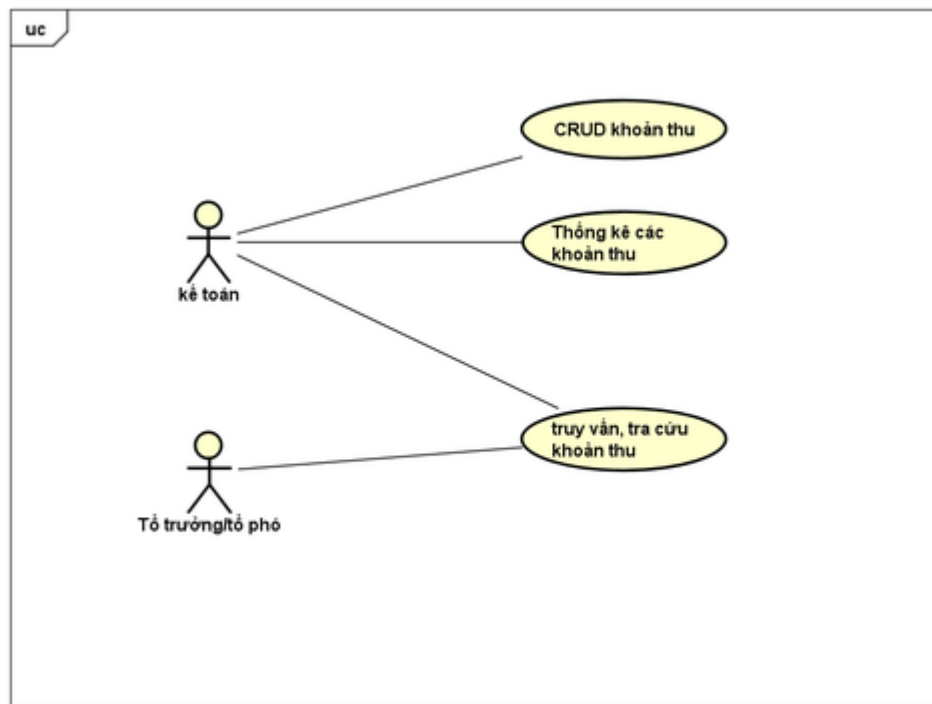 uc
CRUD khoản thu
Thống kê các
khoản thu
kế toán
truy vấn, tra cứu
khoản thu
Tổ trưởng/tổ phó